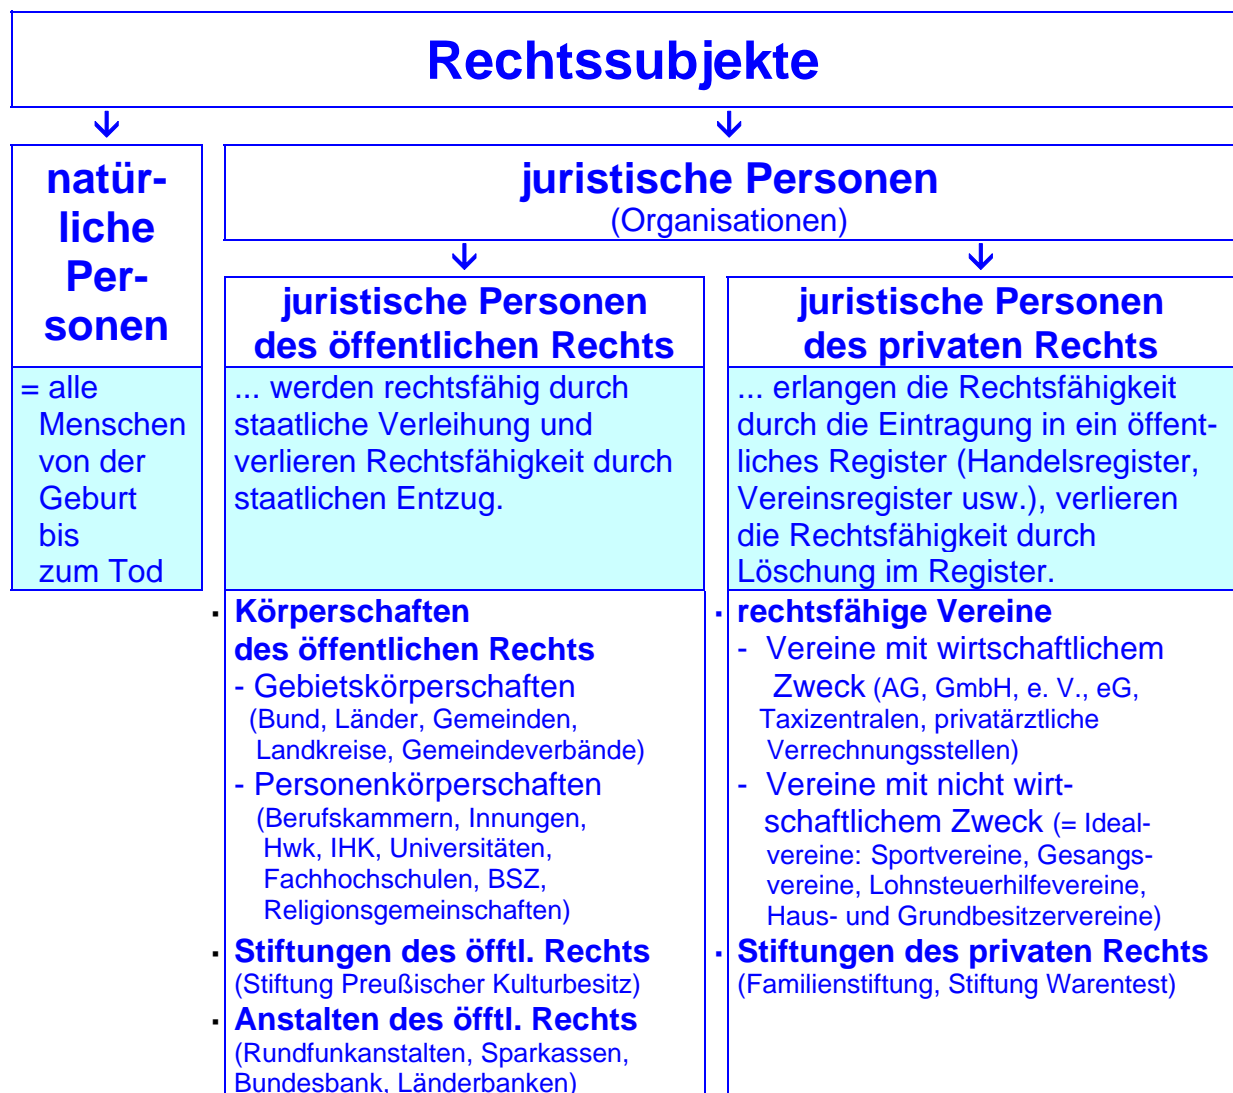 Rechtssubjekte
natür-
liche
Per-
sonen
= alle
Menschen
von der
Geburt
bis
zum Tod
juristische Personen
(Organisationen)
juristische Personen
des öffentlichen Rechts
... werden rechtsfähig durch
staatliche Verleihung und
verlieren Rechtsfähigkeit durch
staatlichen Entzug.
▪ Körperschaften
des öffentlichen Rechts
- Gebietskörperschaften
(Bund, Länder, Gemeinden,
Landkreise, Gemeindeverbände)
- Personenkörperschaften
(Berufskammern, Innungen,
Hwk, IHK, Universitäten,
Fachhochschulen, BSZ,
Religionsgemeinschaften)
▪ Stiftungen des öfftl. Rechts
(Stiftung Preußischer Kulturbesitz)
▪ Anstalten des öfftl. Rechts
(Rundfunkanstalten, Sparkassen,
Bundesbank, Länderbanken)
juristische Personen
des privaten Rechts
... erlangen die Rechtsfähigkeit
durch die Eintragung in ein öffent-
liches Register (Handelsregister,
Vereinsregister usw.), verlieren
die Rechtsfähigkeit durch
Löschung im Register.
▪ rechtsfähige Vereine
- Vereine mit wirtschaftlichem
Zweck (AG, GmbH, e. V., eG,
Taxizentralen, privatärztliche
Verrechnungsstellen)
- Vereine mit nicht wirt-
schaftlichem Zweck (= Ideal-
vereine: Sportvereine, Gesangs-
vereine, Lohnsteuerhilfevereine,
Haus- und Grundbesitzervereine)
▪ Stiftungen des privaten Rechts
(Familienstiftung, Stiftung Warentest)